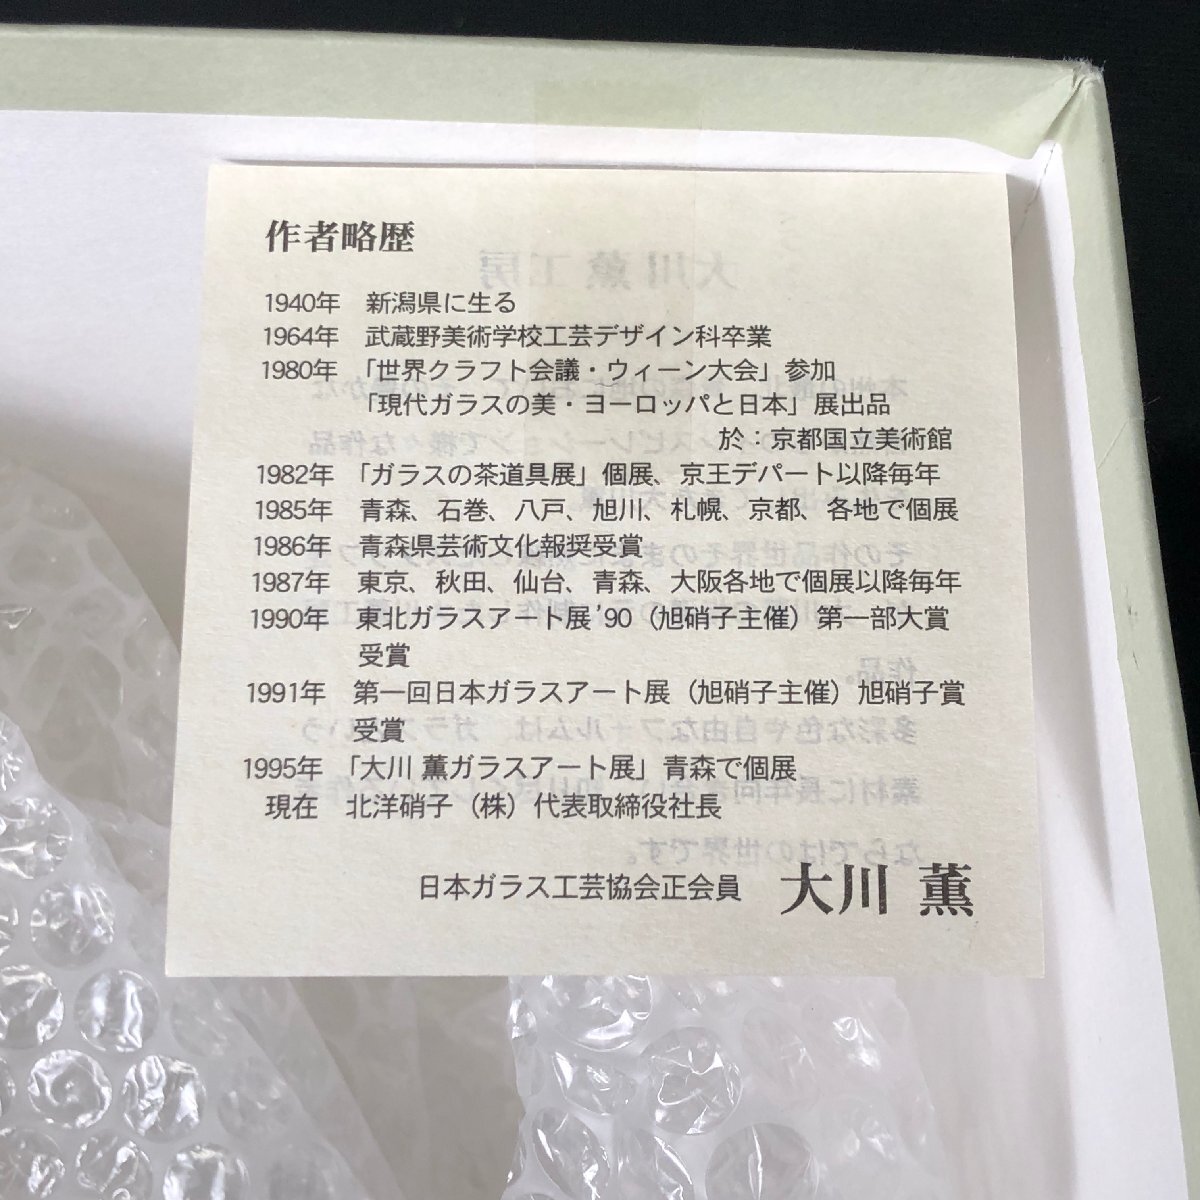 作者略歴
1940年 新潟県に生る
1964年 武蔵野美術学校工芸デザイン科卒業
1980年 「世界クラフト会議・ウィーン大会」参加
「現代ガラスの美・ヨーロッパと日本」展出品
於：京都国立美術館
1982年 「ガラスの茶道具展」個展、京王デパート以降毎年
1985年 青森、石巻、八戸、旭川、札幌、京都、各地で個展
1986年 青森県芸術文化報奨受賞
1987年 東京、秋田、仙台、青森、大阪各地で個展以降毎年
1990年 東北ガラスアート展’90（旭硝子主催）第一部大賞
受賞
1991年 第一回日本ガラスアート展（旭硝子主催）旭硝子賞
受賞
1995年 「大川 薫ガラスアート展」青森で個展
現在 北洋硝子（株）代表取締役社長
日本ガラス工芸協会正会員 大川 薫